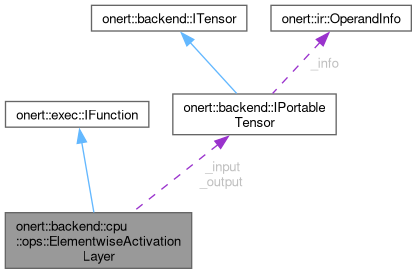 onert::backend::ITensor
onert::ir::OperandInfo
_info
onert::backend::IPortable
Tensor
onert::exec::IFunction
_input
_output
onert::backend::cpu
::ops::ElementwiseActivation
Layer